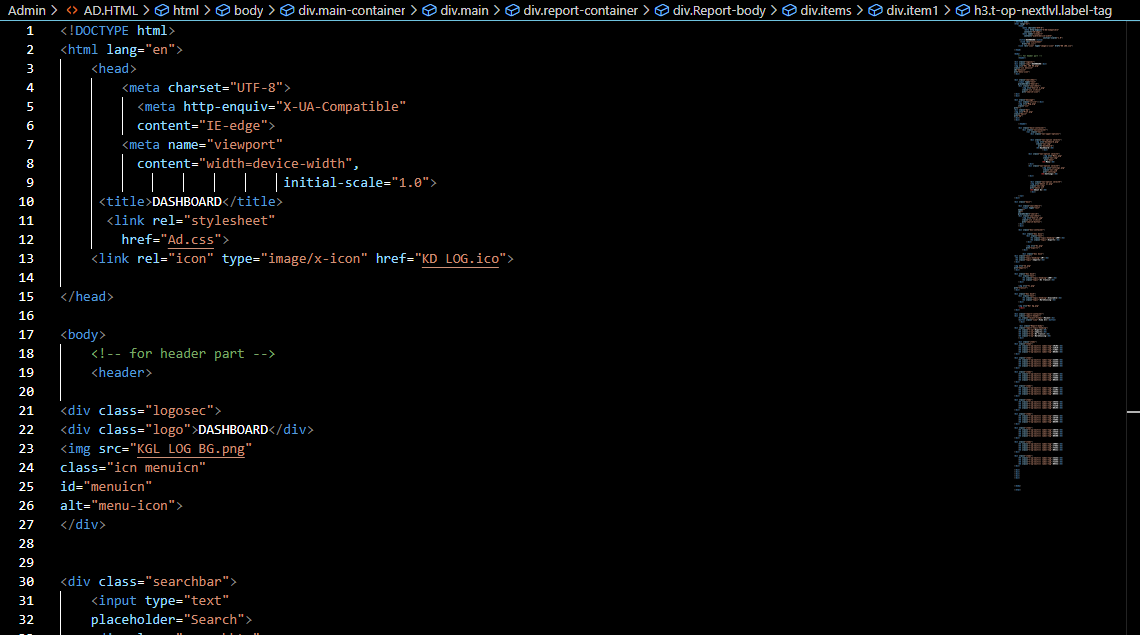 Admin > <> AD.HTML > html > body > div.main-container > div.main > div.report-container > div.Report-body > div.items > div.item1 > h3.t-op-nextlvl.label-tag
1 <!DOCTYPE html>
2 <html lang="en">
3 <head>
4 <meta charset="UTF-8">
5 <meta http-equiv="X-UA-Compatible"
6 content="IE-edge">
7 <meta name="viewport"
8 content="width=device-width",
9 initial-scale="1.0">
10 <title>DASHBOARD</title>
11 <link rel="stylesheet"
12 href="Ad.css">
13 <link rel="icon" type="image/x-icon" href="KD LOG.ico">
14
15 </head>
16
17 <body>
18 <!-- for header part -->
19 <header>
20
21 <div class="logosec">
22 <div class="logo">DASHBOARD</div>
23 <img src="KGL LOG BG.png"
24 class="icn menuicn"
25 id="menuicn"
26 alt="menu-icon">
27 </div>
28
29
30 <div class="searchbar">
31 <input type="text"
32 placeholder="Search">